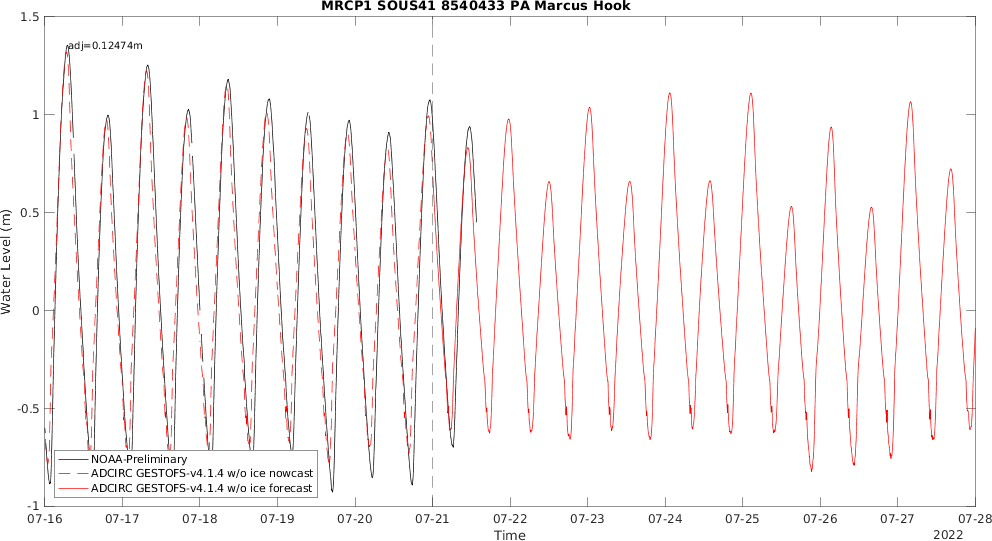 MRCP1 SOUS41 8540433 PA Marcus Hook
adj=0.12474m
1.5
1
0.5
0
-0.5
-1
Water Level (m)
NOAA-Preliminary
ADCIRC GESTOFS-v4.1.4 w/o ice nowcast
ADCIRC GESTOFS-v4.1.4 w/o ice forecast
07-16 07-17 07-18 07-19 07-20 07-21 07-22 07-23 07-24 07-25 07-26 07-27 07-28
Time
2022